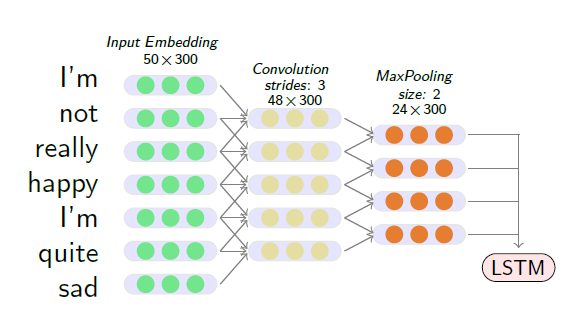 Input Embedding
50×300
Convolution
strides: 3
48×300
MaxPooling
size: 2
24×300
I'm
not
really
happy
I'm
quite
sad
LSTM